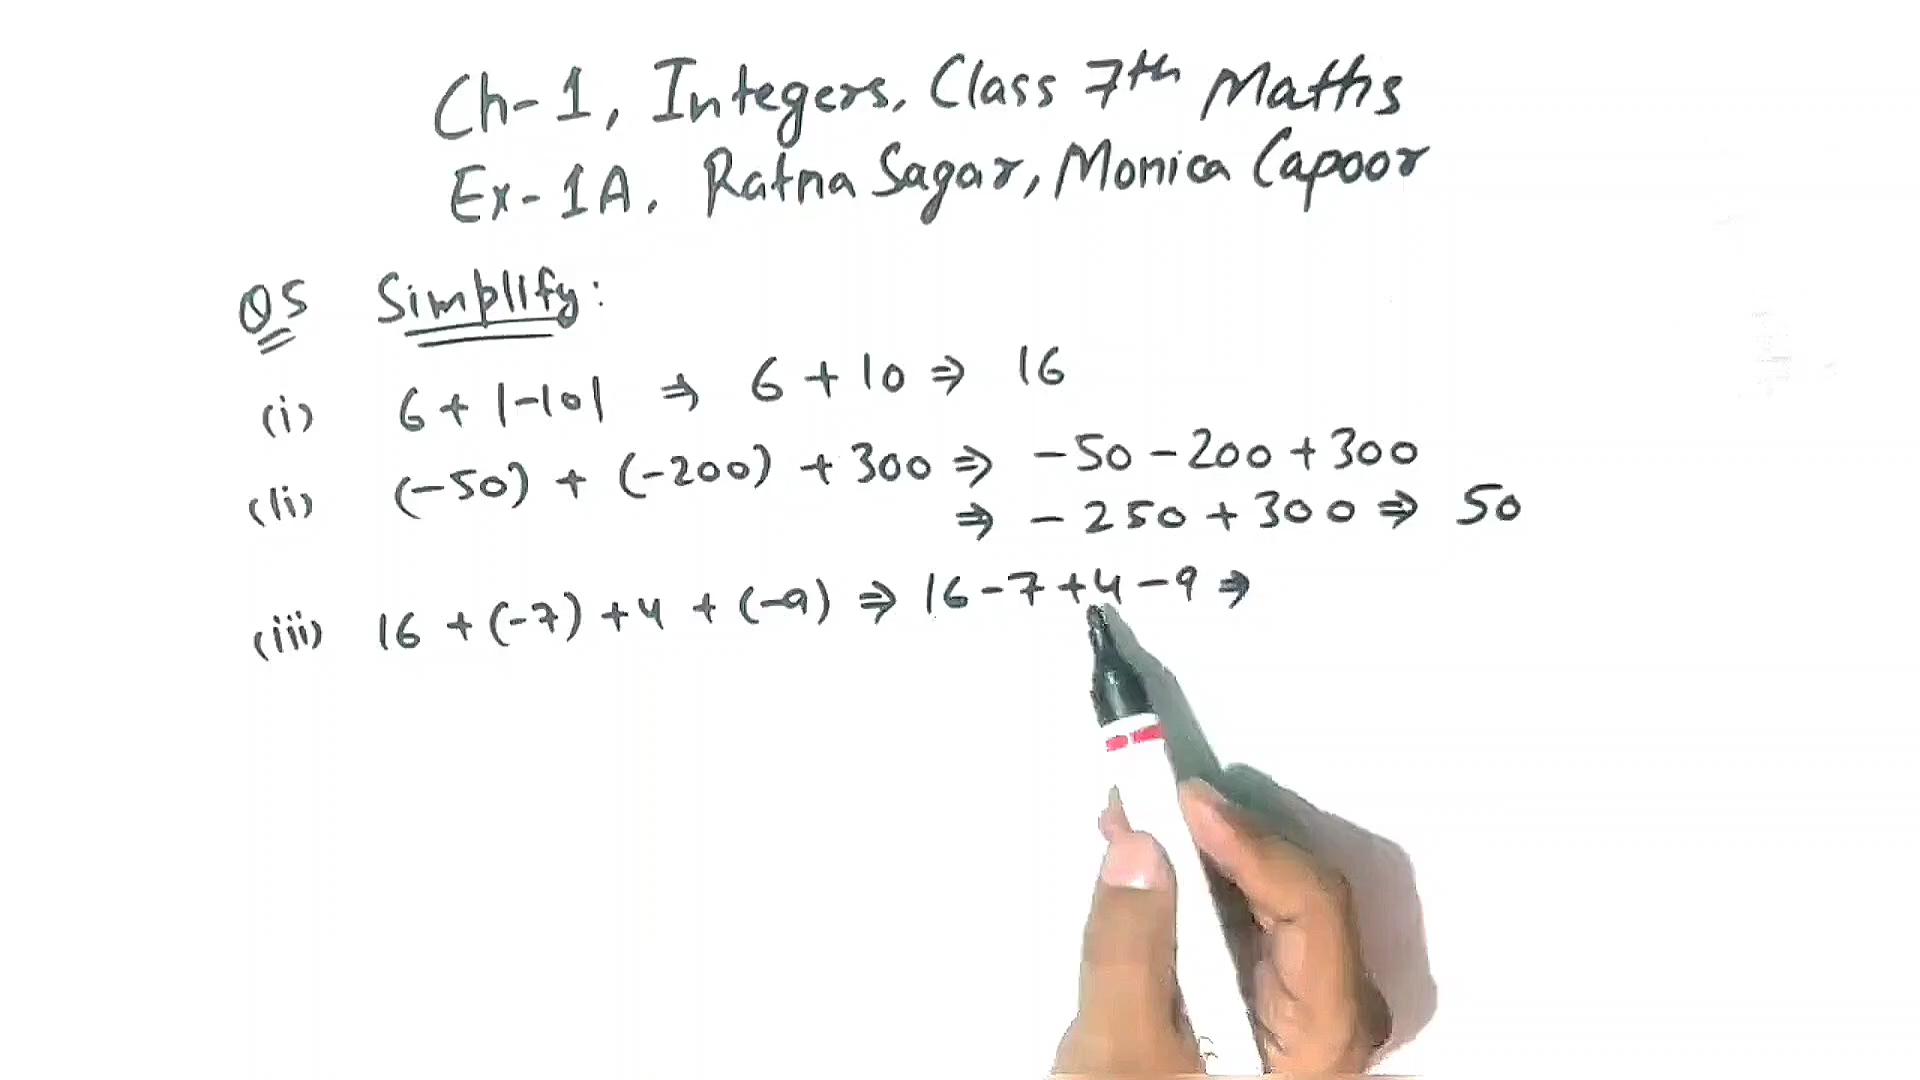 Ch-1, Integers, Class 7th Maths
Ex-1A, Ratna Sagar, Monica Capoor
Q5 Simplify:
(i) 6 + |-10| ⇒ 6 + 10 ⇒ 16
(ii) (-50) + (-200) + 300 ⇒ -50 - 200 + 300
⇒ -250 + 300 ⇒ 50
(iii) 16 + (-7) + 4 + (-9) ⇒ 16 - 7 + 4 - 9 ⇒